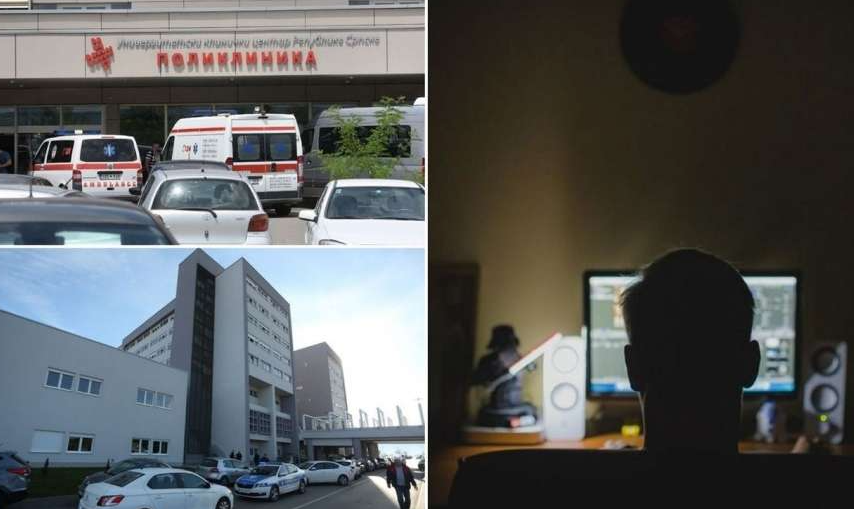 Универзитетски клинички центар Републике Српске
ПОЛИКЛИНИКА